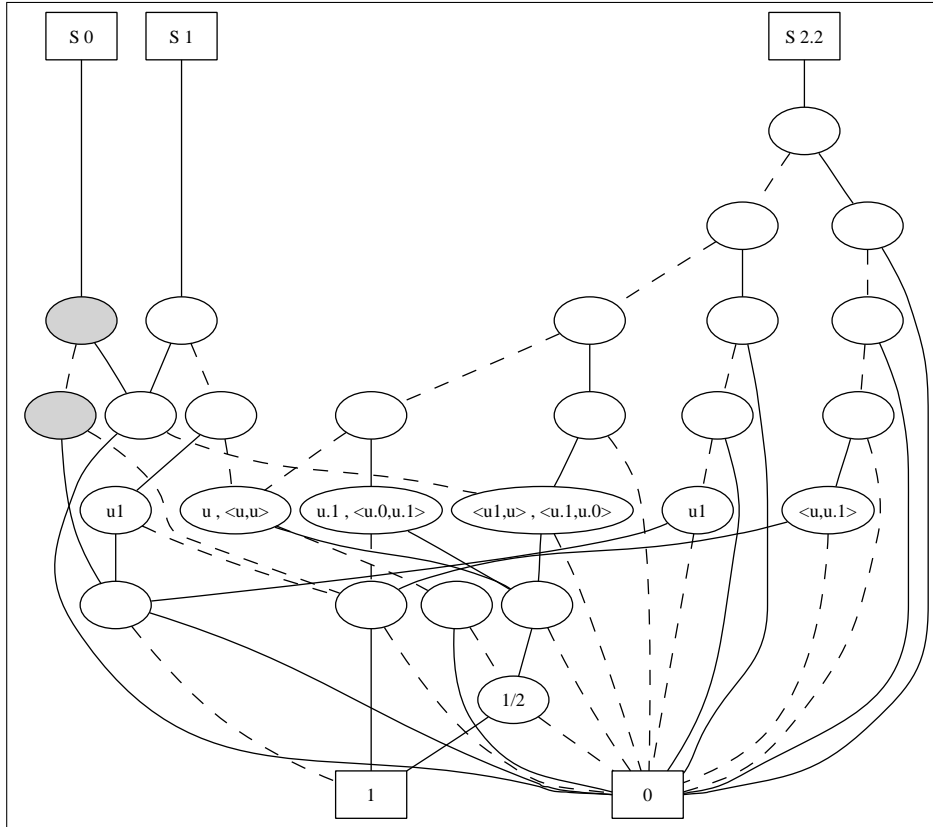 S 0
S 1
S 2.2
u1
u , <u,u>
u.1 , <u.0,u.1>
<u1,u> , <u.1,u.0>
u1
<u,u.1>
1/2
1
0